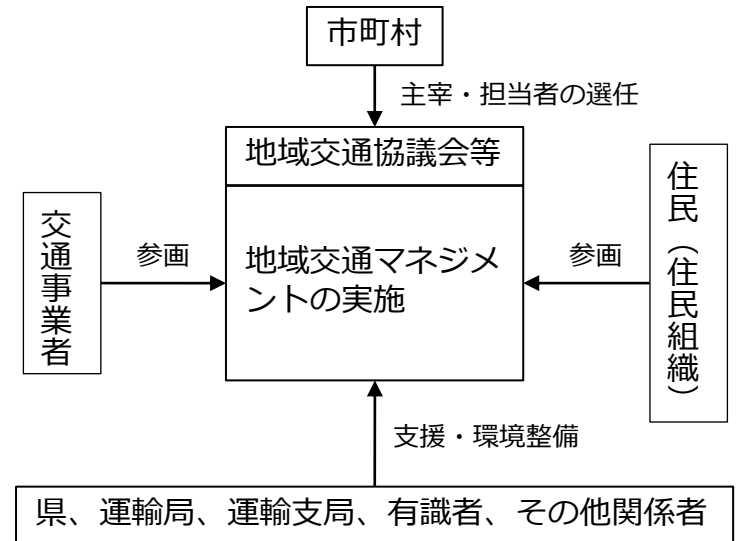 市町村
主宰・担当者の選任
地域交通協議会等
交通事業者
参画
地域交通マネジメ
ントの実施
参画
住民（住民組織）
支援・環境整備
県、運輸局、運輸支局、有識者、その他関係者